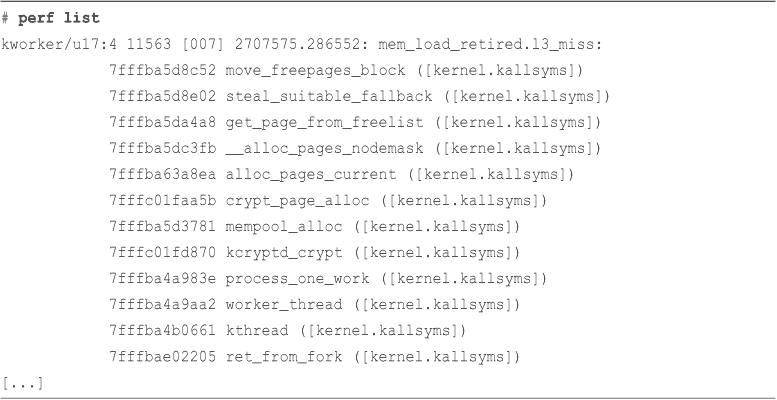 # perf list
kworker/u17:4 11563 [007] 2707575.286552: mem_load_retired.l3_miss:
7fffba5d8c52 move_freepages_block ([kernel.kallsyms])
7fffba5d8e02 steal_suitable_fallback ([kernel.kallsyms])
7fffba5da4a8 get_page_from_freelist ([kernel.kallsyms])
7fffba5dc3fb __alloc_pages_nodemask ([kernel.kallsyms])
7fffba63a8ea alloc_pages_current ([kernel.kallsyms])
7fffc01faa5b crypt_page_alloc ([kernel.kallsyms])
7fffba5d3781 mempool_alloc ([kernel.kallsyms])
7fffc01fd870 kcryptd_crypt ([kernel.kallsyms])
7fffba4a983e process_one_work ([kernel.kallsyms])
7fffba4a9aa2 worker_thread ([kernel.kallsyms])
7fffba4b0661 kthread ([kernel.kallsyms])
7fffbae02205 ret_from_fork ([kernel.kallsyms])
[...]